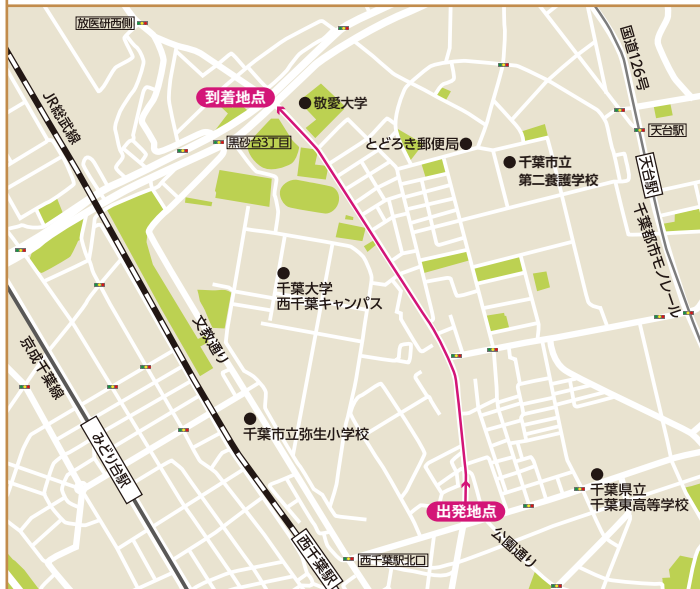 放医研西側
国道126号
JR総武線
到着地点
敬愛大学
黒砂台3丁目
とどろき郵便局
天台駅
千葉市立
第二養護学校
天台駅
千葉都市モノレール
千葉大学
西千葉キャンパス
文教通り
京成千葉線
みどり台駅
千葉市立弥生小学校
千葉県立
千葉東高等学校
出発地点
公園通り
西千葉駅
西千葉駅北口